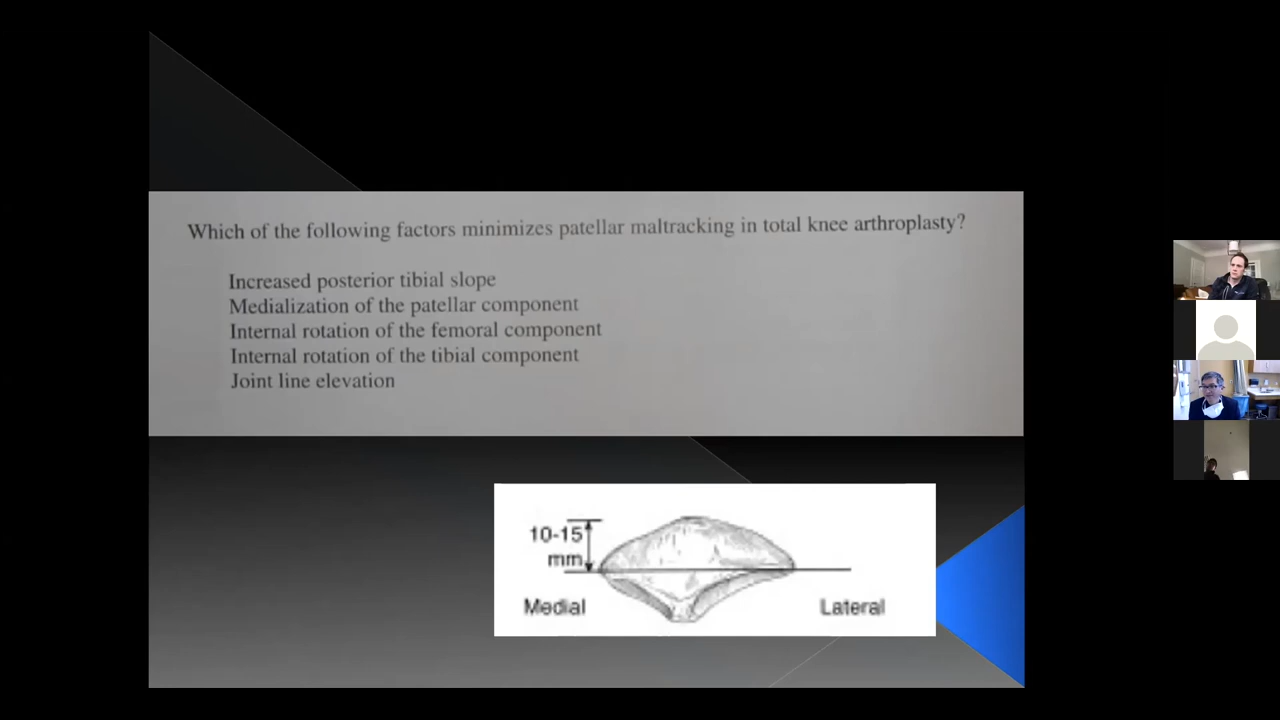 Which of the following factors minimizes patellar maltracking in total knee arthroplasty?
Increased posterior tibial slope
Medialization of the patellar component
Internal rotation of the femoral component
Internal rotation of the tibial component
Joint line elevation
10-15
mm
Medial
Lateral